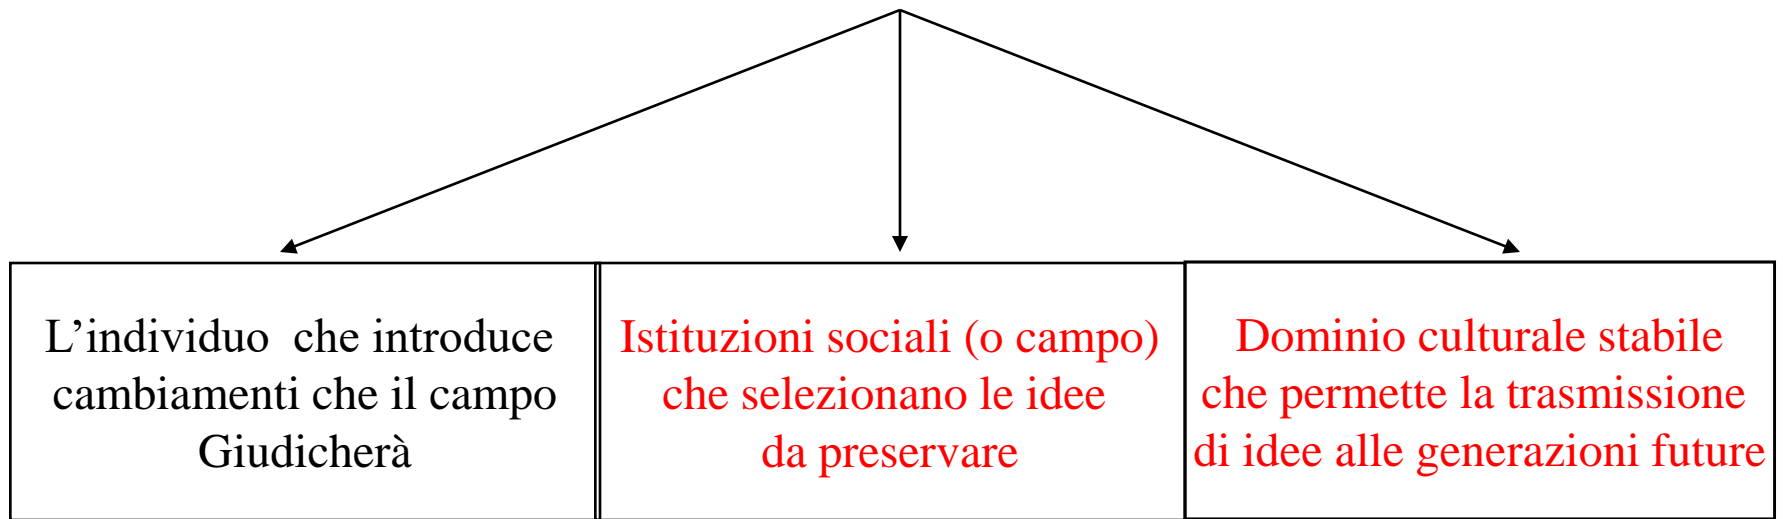 L’individuo che introduce
cambiamenti che il campo
Giudicherà
Istituzioni sociali (o campo)
che selezionano le idee
da preservare
Dominio culturale stabile
che permette la trasmissione
di idee alle generazioni future